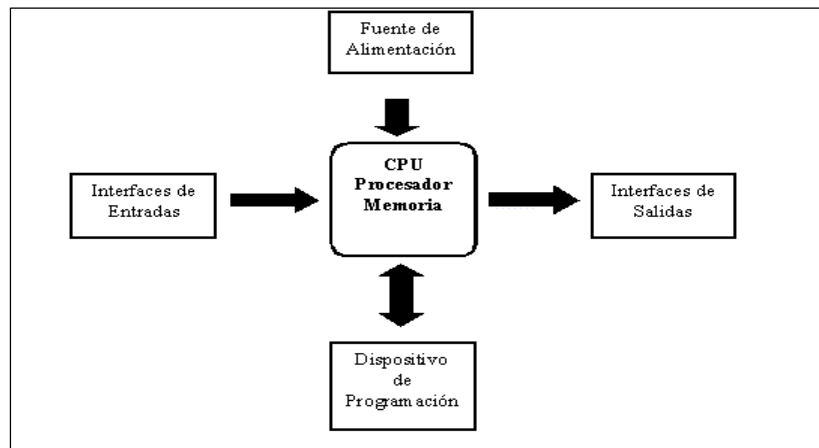 Fuente de
Alimentación
CPU
Procesador
Memoria
Interfaces de
Entradas
Interfaces de
Salidas
Dispositivo
de
Programación